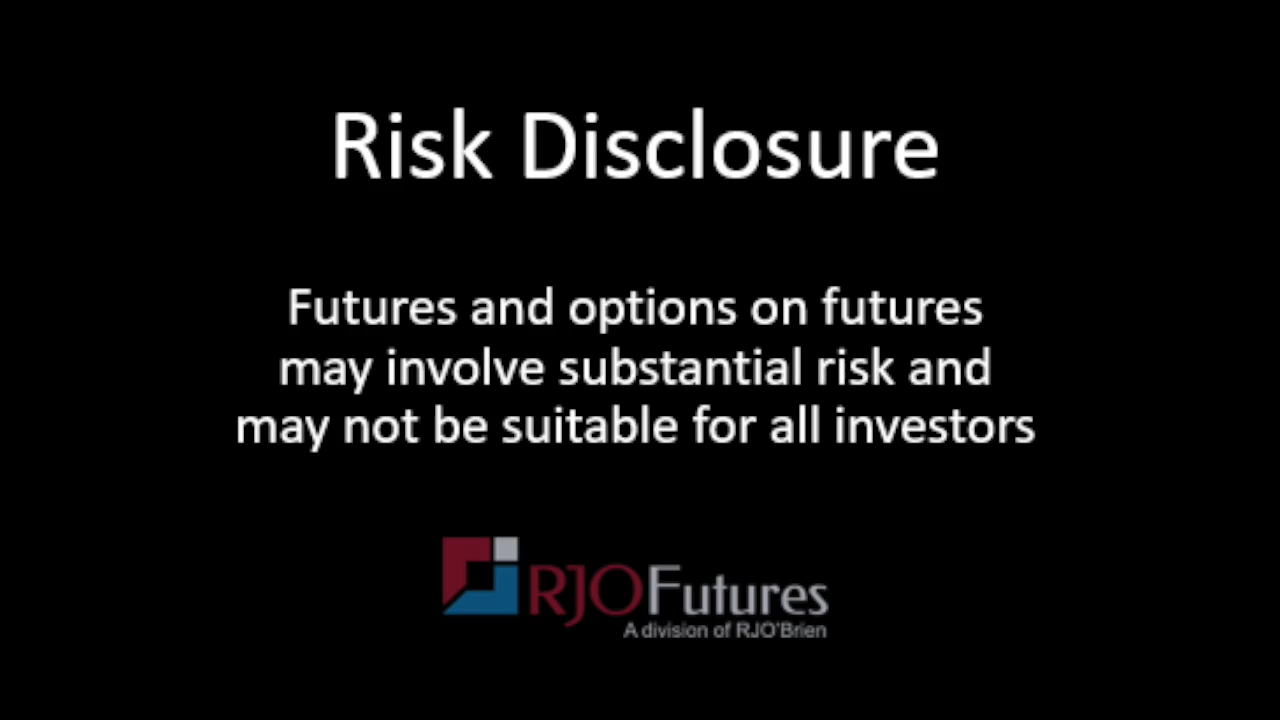 Risk Disclosure
Futures and options on futures
may involve substantial risk and
may not be suitable for all investors
RJOFutures
A division of RJO'Brien